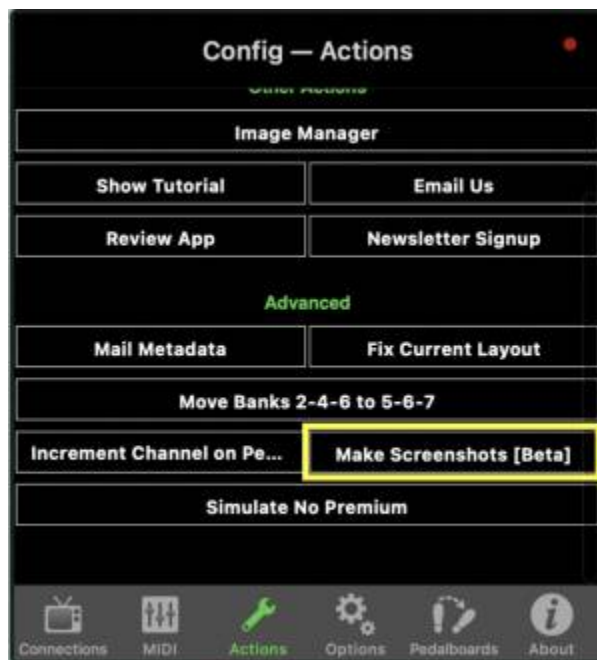 Config — Actions
Other Actions
Image Manager
Show Tutorial
Email Us
Review App
Newsletter Signup
Advanced
Mail Metadata
Fix Current Layout
Move Banks 2-4-6 to 5-6-7
Increment Channel on Pe...
Make Screenshots [Beta]
Simulate No Premium
Connections
MIDI
Actions
Options
Pedalboards
About